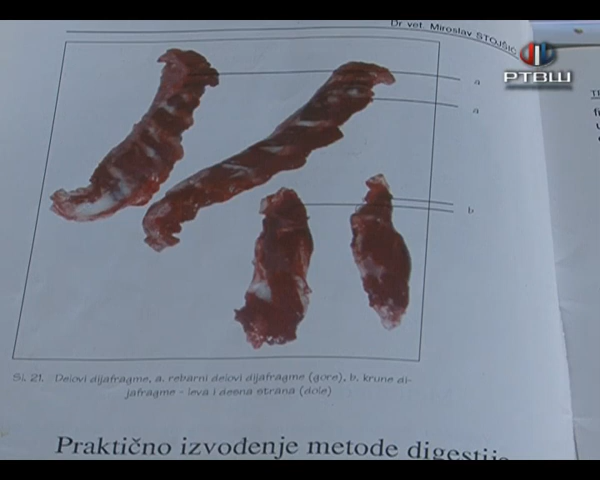 Dr vet. Miroslav STOJŠIĆ
РТВШ
a
a
b
Sl. 21. Delovi dijafragme, a. rebarni delovi dijafragme (gore), b. krune di-
jafragme - leva i desna strana (dole)
Praktično izvođenje metode digestije